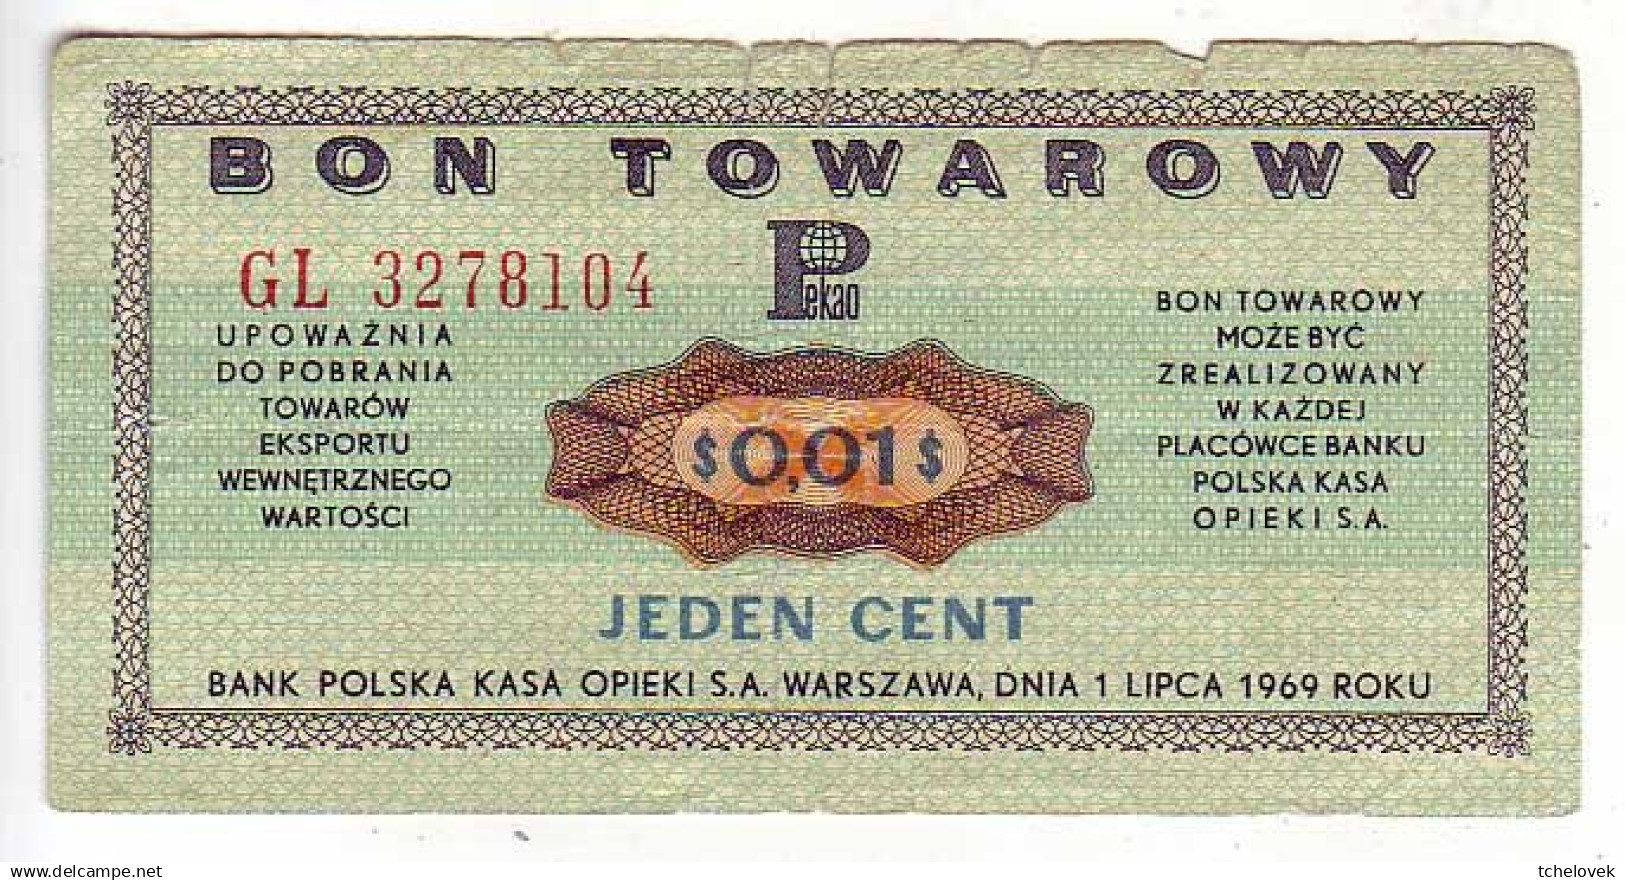 BON TOWAROWY
GL 3278104
Pekao
UPOWAŻNIA
DO POBRANIA
TOWARÓW
EKSPORTU
WEWNĘTRZNEGO
WARTOŚCI
BON TOWAROWY
MOŻE BYĆ
ZREALIZOWANY
W KAŻDEJ
PLACÓWCE BANKU
POLSKA KASA
OPIEKI S.A.
$0,01$
JEDEN CENT
BANK POLSKA KASA OPIEKI S.A. WARSZAWA, DNIA 1 LIPCA 1969 ROKU
delcampe.net
tchelovek